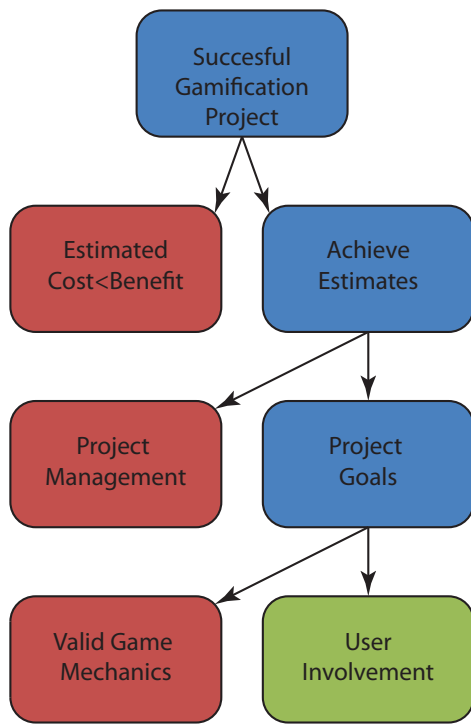 Succesful
Gamification
Project
Estimated
Cost<Benefit
Achieve
Estimates
Project
Management
Project
Goals
Valid Game
Mechanics
User
Involvement